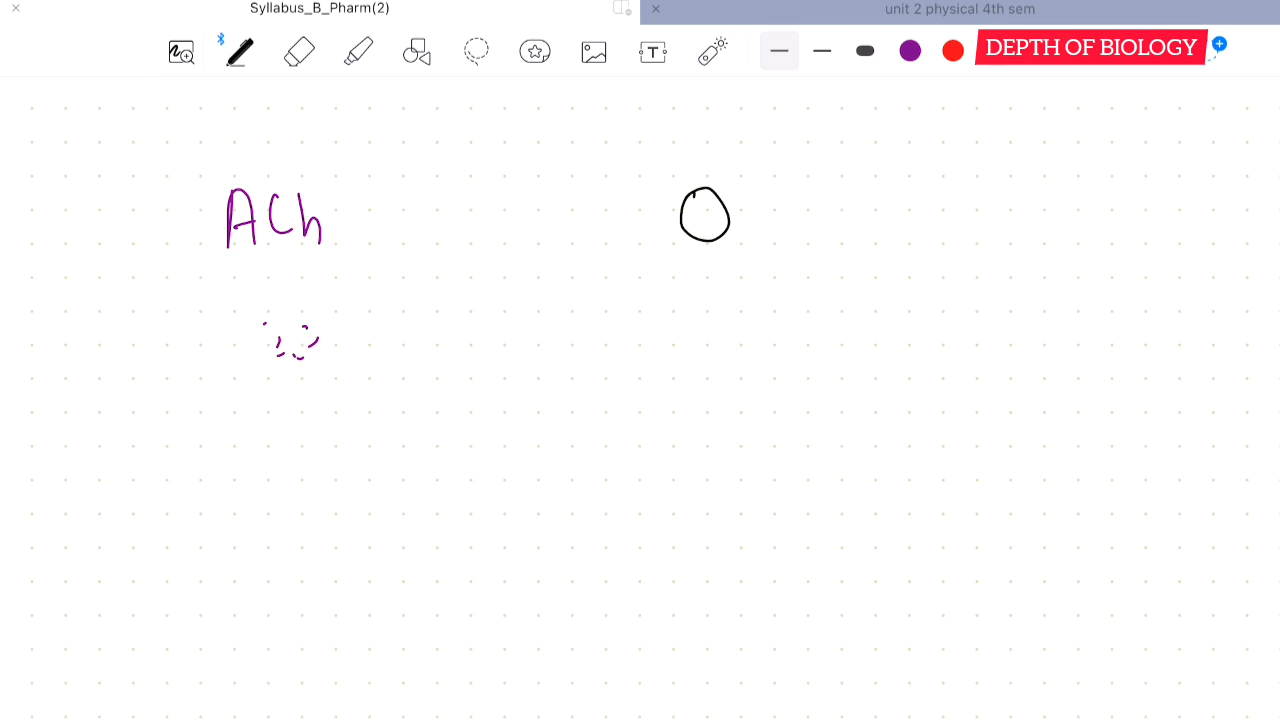 Syllabus_B_Pharm(2)
unit 2 physical 4th sem
DEPTH OF BIOLOGY
ACh